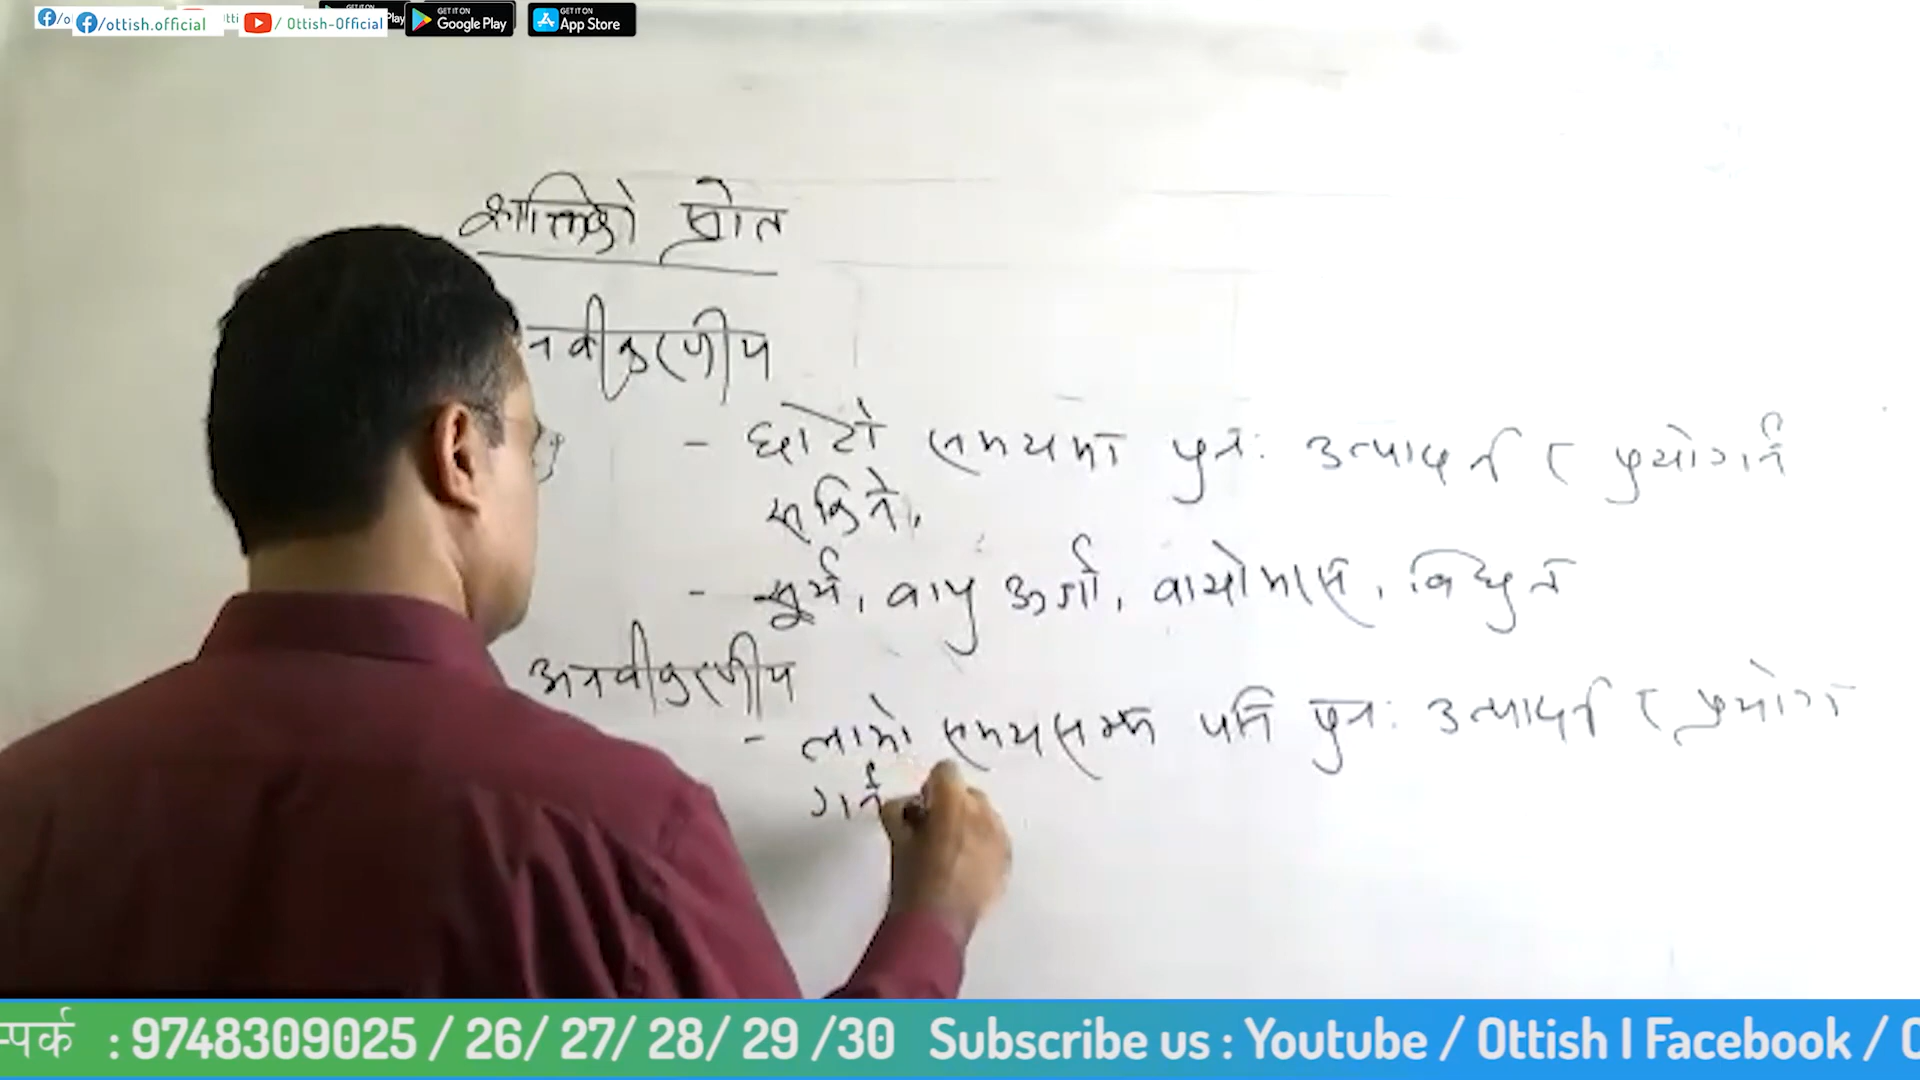 /ottish.official / Ottish-Official GET IT ON Google Play GET IT ON App Store
शक्तिको स्रोत
नवीकरणीय
- छोटो समयमा पुनः उत्पादन र प्रयोग गर्न
सकिने,
- सूर्य, वायु ऊर्जा, बायोमास, विद्युत
अनवीकरणीय
- लामो समयसम्म पनि पुनः उत्पादन र प्रयोग
गर्न
म्पर्क : 9748309025 / 26/ 27/ 28/ 29 /30 Subscribe us : Youtube / Ottish I Facebook / O